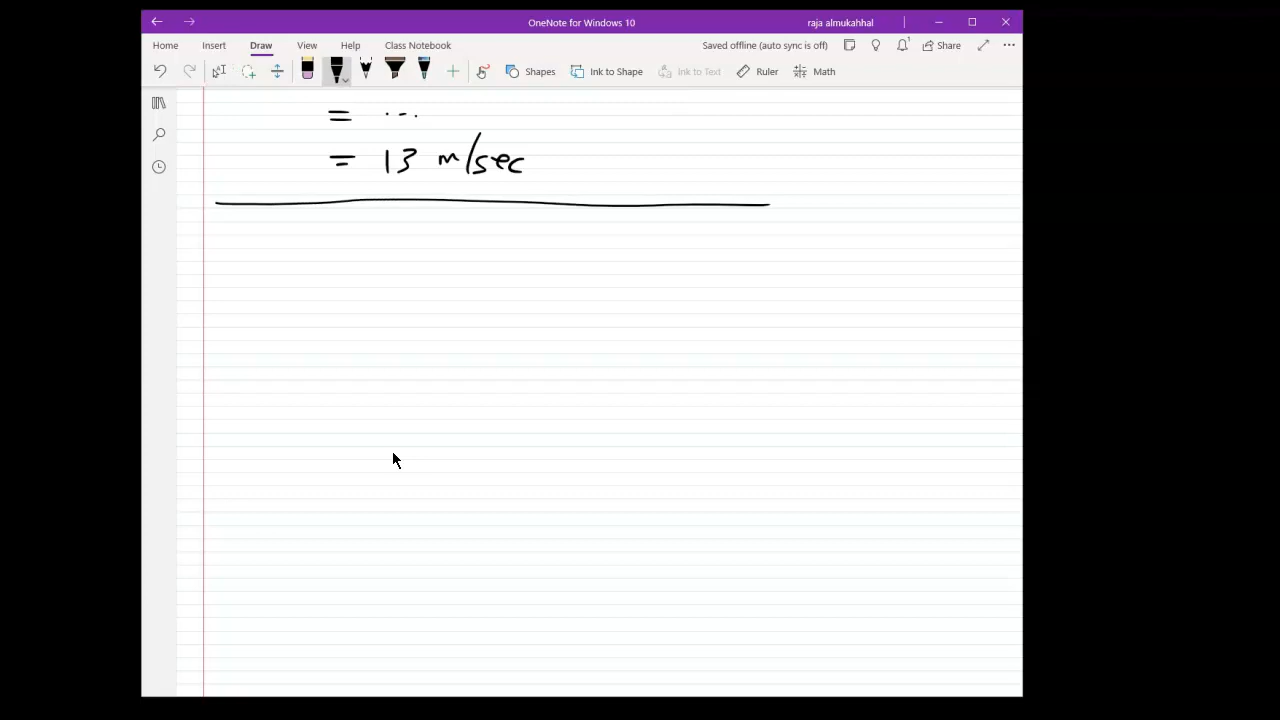 OneNote for Windows 10
raja almukahhal
Home Insert Draw View Help Class Notebook
Saved offline (auto sync is off)
1
Share
Shapes Ink to Shape Ink to Text Ruler Math
= ...
= 13 m/sec